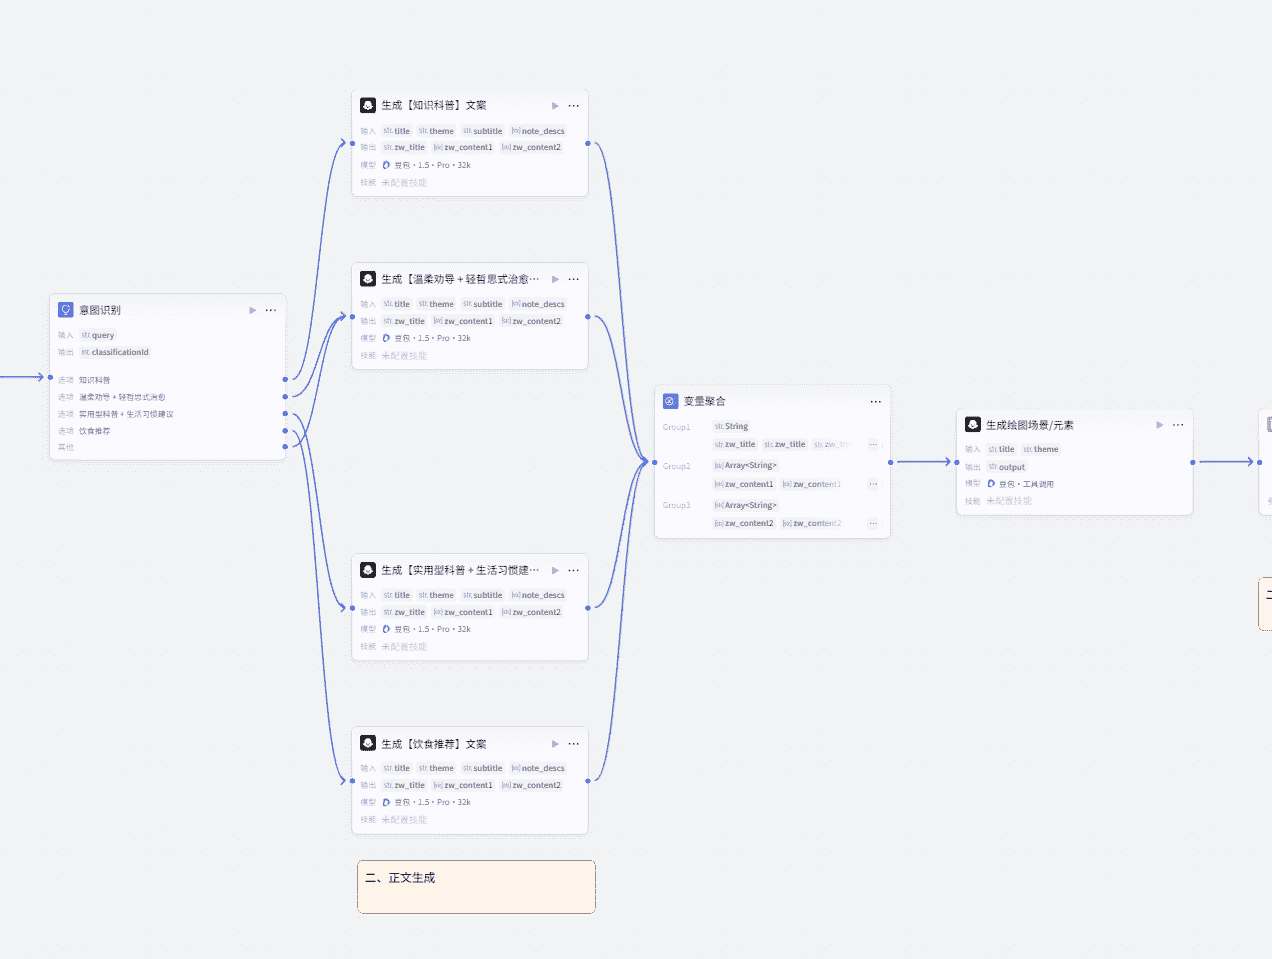 生成【知识科普】文案
输入 str. title str. theme str. subtitle note_descs
输出 str. zw_title zw_content1 zw_content2
模型 豆包·1.5·Pro·32k
技能 未配置技能
生成【温柔劝导+轻哲思式治愈…
输入 str. title str. theme str. subtitle note_descs
输出 str. zw_title zw_content1 zw_content2
模型 豆包·1.5·Pro·32k
技能 未配置技能
意图识别
输入 str. query
输出 int. classificationId
选项 知识科普
选项 温柔劝导+轻哲思式治愈
选项 实用型科普+生活习惯建议
选项 饮食推荐
其他
生成【实用型科普+生活习惯建…
输入 str. title str. theme str. subtitle note_descs
输出 str. zw_title zw_content1 zw_content2
模型 豆包·1.5·Pro·32k
技能 未配置技能
生成【饮食推荐】文案
输入 str. title str. theme str. subtitle note_descs
输出 str. zw_title zw_content1 zw_content2
模型 豆包·1.5·Pro·32k
技能 未配置技能
二、正文生成
变量聚合
Group1 str. String
str. zw_title str. zw_title str. zw_tit
Group2 Array<String>
zw_content1 zw_content1
Group3 Array<String>
zw_content2 zw_content2
生成绘图场景/元素
输入 str. title str. theme
输出 str. output
模型 豆包·工具调用
技能 未配置技能